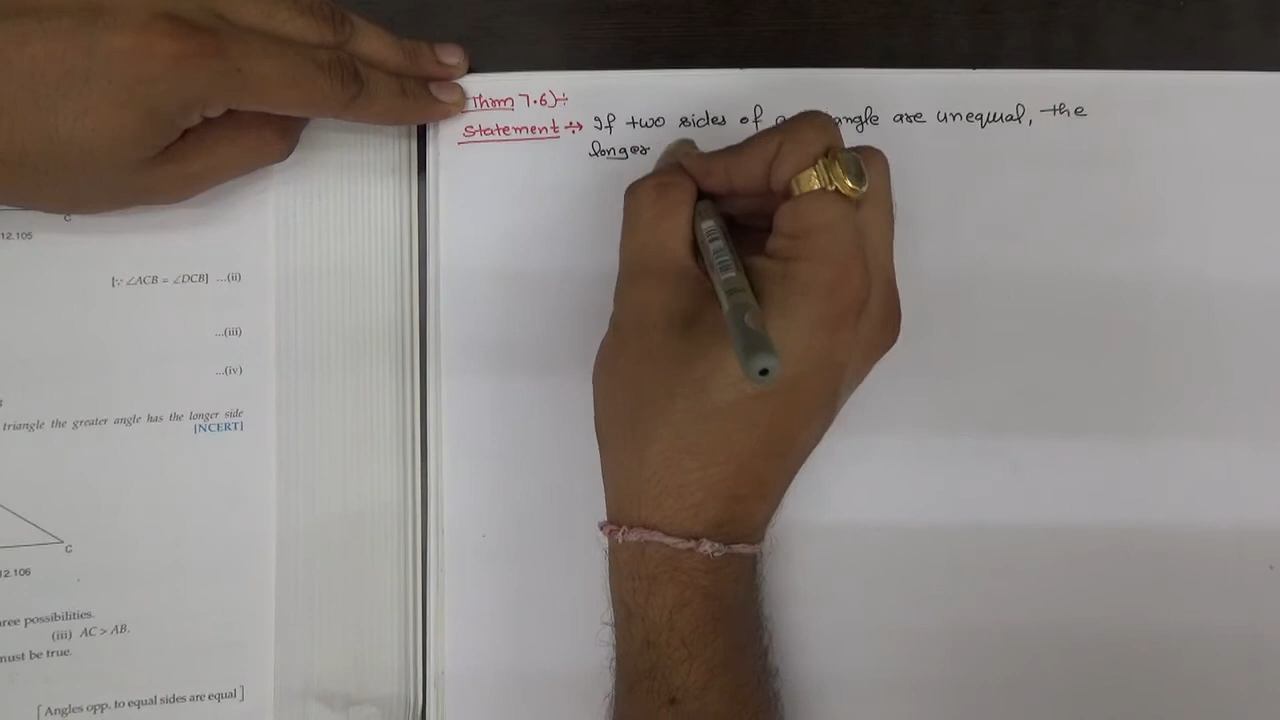 C
12.105
[∵ ∠ACB = ∠DCB] ...(ii)
...(iii)
...(iv)
triangle the greater angle has the longer side
[NCERT]
C
12.106
three possibilities.
(iii) AC > AB.
must be true.
[Angles opp. to equal sides are equal]
Thm 7.6)÷
Statement ÷→ If two sides of a angle are unequal, the
longer